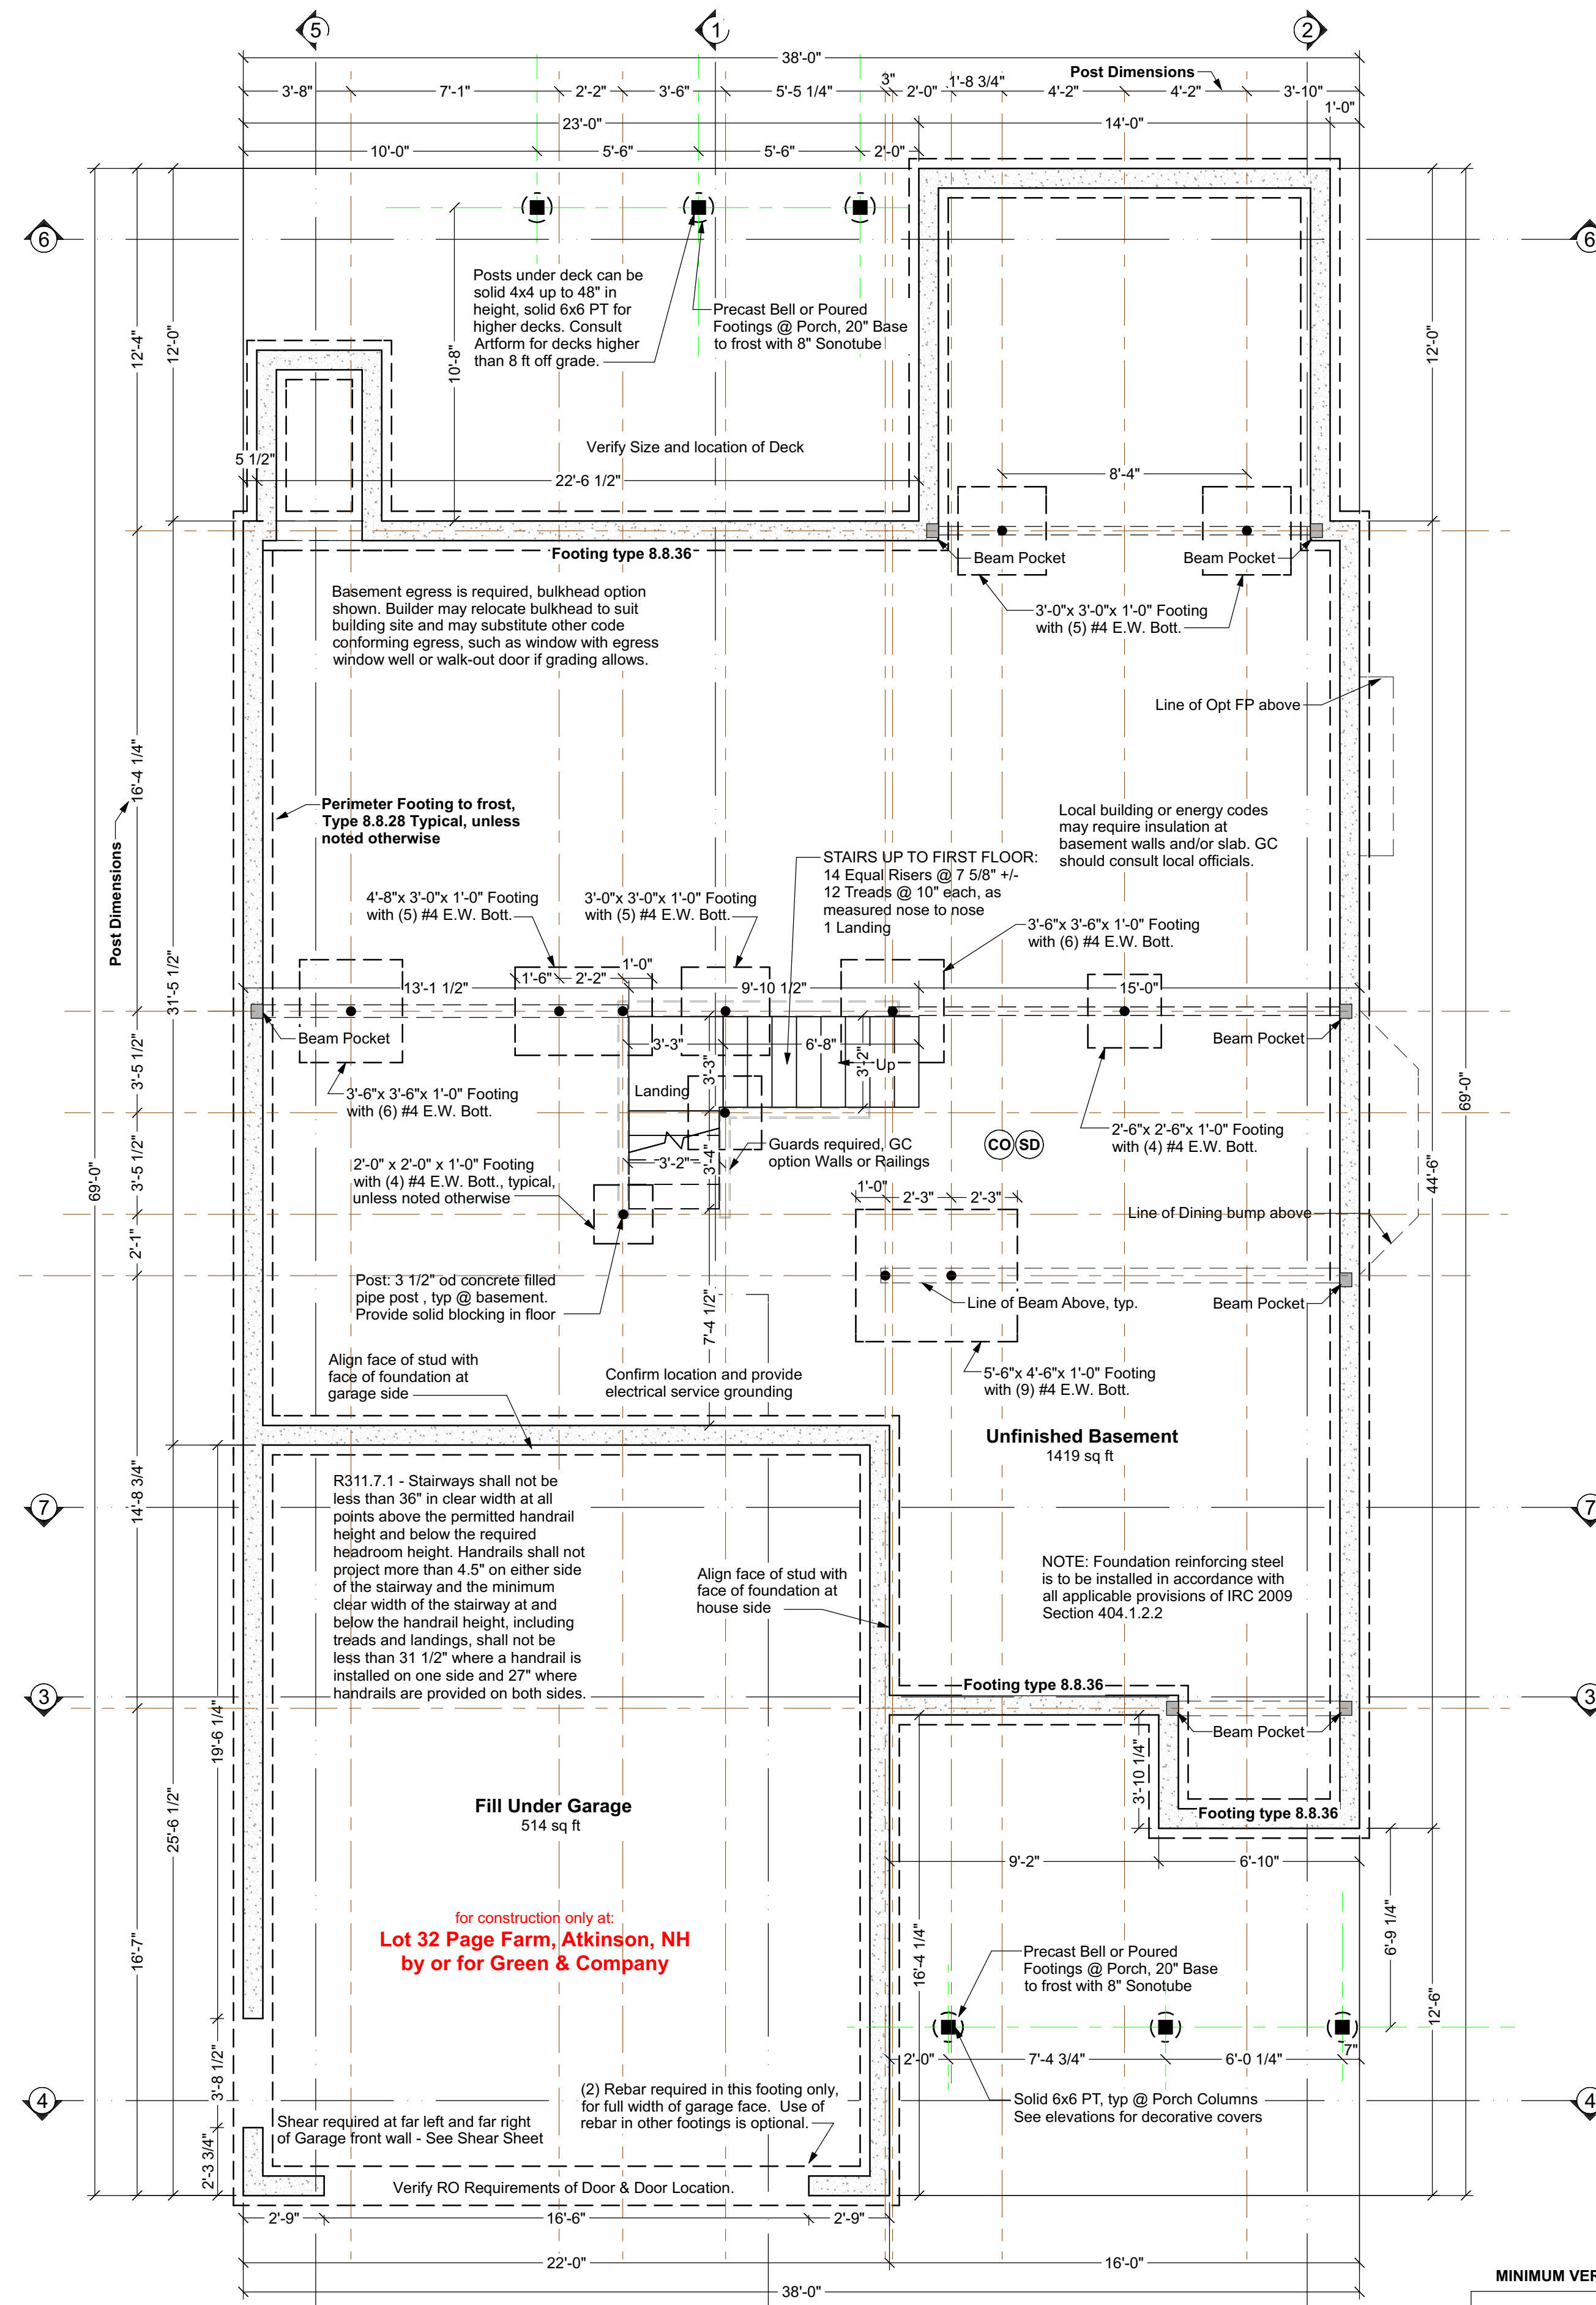 5
1
2
38'-0"
Post Dimensions
3'-8"
7'-1"
2'-2"
3'-6"
5'-5 1/4"
3"
2'-0"
1'-8 3/4"
4'-2"
4'-2"
3'-10"
1'-0"
23'-0"
14'-0"
10'-0"
5'-6"
5'-6"
2'-0"
6
6
12'-4"
12'-0"
10'-8"
12'-0"
Posts under deck can be
solid 4x4 up to 48" in
height, solid 6x6 PT for
higher decks. Consult
Artform for decks higher
than 8 ft off grade.
Precast Bell or Poured
Footings @ Porch, 20" Base
to frost with 8" Sonotube
Verify Size and location of Deck
5 1/2"
22'-6 1/2"
8'-4"
Footing type 8.8.36
Beam Pocket
Beam Pocket
3'-0"x 3'-0"x 1'-0" Footing
with (5) #4 E.W. Bott.
Basement egress is required, bulkhead option
shown. Builder may relocate bulkhead to suit
building site and may substitute other code
conforming egress, such as window with egress
window well or walk-out door if grading allows.
Line of Opt FP above
16'-4 1/4"
Post Dimensions
Perimeter Footing to frost,
Type 8.8.28 Typical, unless
noted otherwise
Local building or energy codes
may require insulation at
basement walls and/or slab. GC
should consult local officials.
STAIRS UP TO FIRST FLOOR:
14 Equal Risers @ 7 5/8" +/-
12 Treads @ 10" each, as
measured nose to nose
1 Landing
4'-8"x 3'-0"x 1'-0" Footing
with (5) #4 E.W. Bott.
3'-0"x 3'-0"x 1'-0" Footing
with (5) #4 E.W. Bott.
3'-6"x 3'-6"x 1'-0" Footing
with (6) #4 E.W. Bott.
31'-5 1/2"
1'-6"
2'-2"
1'-0"
13'-1 1/2"
9'-10 1/2"
15'-0"
Beam Pocket
Beam Pocket
3'-3"
6'-8"
3'-3"
3'-2"
Up
Landing
3'-5 1/2"
3'-6"x 3'-6"x 1'-0" Footing
with (6) #4 E.W. Bott.
2'-6"x 2'-6"x 1'-0" Footing
with (4) #4 E.W. Bott.
69'-0"
69'-0"
44'-6"
3'-5 1/2"
2'-0" x 2'-0" x 1'-0" Footing
with (4) #4 E.W. Bott., typical,
unless noted otherwise
3'-2"
3'-4"
Guards required, GC
option Walls or Railings
CO
SD
1'-0"
2'-3"
2'-3"
Line of Dining bump above
2'-1"
Post: 3 1/2" od concrete filled
pipe post , typ @ basement.
Provide solid blocking in floor
7'-4 1/2"
Line of Beam Above, typ.
Beam Pocket
Align face of stud with
face of foundation at
garage side
Confirm location and provide
electrical service grounding
5'-6"x 4'-6"x 1'-0" Footing
with (9) #4 E.W. Bott.
Unfinished Basement
1419 sq ft
14'-8 3/4"
7
7
R311.7.1 - Stairways shall not be
less than 36" in clear width at all
points above the permitted handrail
height and below the required
headroom height. Handrails shall not
project more than 4.5" on either side
of the stairway and the minimum
clear width of the stairway at and
below the handrail height, including
treads and landings, shall not be
less than 31 1/2" where a handrail is
installed on one side and 27" where
handrails are provided on both sides.
Align face of stud with
face of foundation at
house side
NOTE: Foundation reinforcing steel
is to be installed in accordance with
all applicable provisions of IRC 2009
Section 404.1.2.2
3
3
Footing type 8.8.36
Beam Pocket
19'-6 1/4"
3'-10 1/4"
Footing type 8.8.36
Fill Under Garage
514 sq ft
25'-6 1/2"
9'-2"
6'-10"
for construction only at:
Lot 32 Page Farm, Atkinson, NH
by or for Green & Company
16'-7"
16'-4 1/4"
6'-9 1/4"
12'-6"
Precast Bell or Poured
Footings @ Porch, 20" Base
to frost with 8" Sonotube
3'-8 1/2"
2'-0"
7'-4 3/4"
6'-0 1/4"
7"
4
4
(2) Rebar required in this footing only,
for full width of garage face. Use of
rebar in other footings is optional.
Solid 6x6 PT, typ @ Porch Columns
See elevations for decorative covers
Shear required at far left and far right
of Garage front wall - See Shear Sheet
2'-3 3/4"
Verify RO Requirements of Door & Door Location.
2'-9"
16'-6"
2'-9"
22'-0"
16'-0"
38'-0"
MINIMUM VER